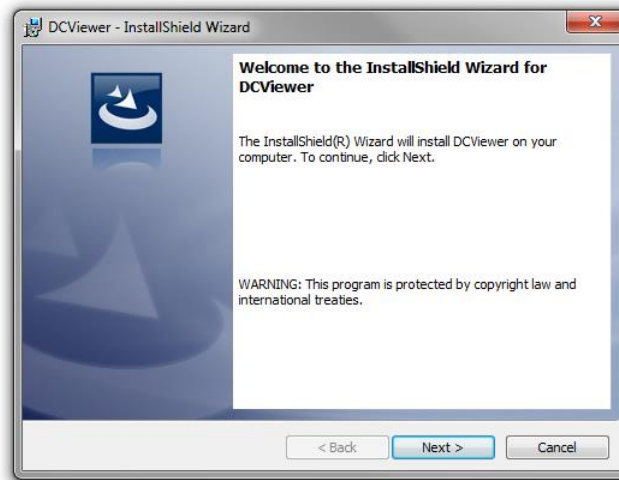 DCViewer - InstallShield Wizard
Welcome to the InstallShield Wizard for
DCViewer
The InstallShield(R) Wizard will install DCViewer on your
computer. To continue, click Next.
WARNING: This program is protected by copyright law and
international treaties.
< Back Next > Cancel